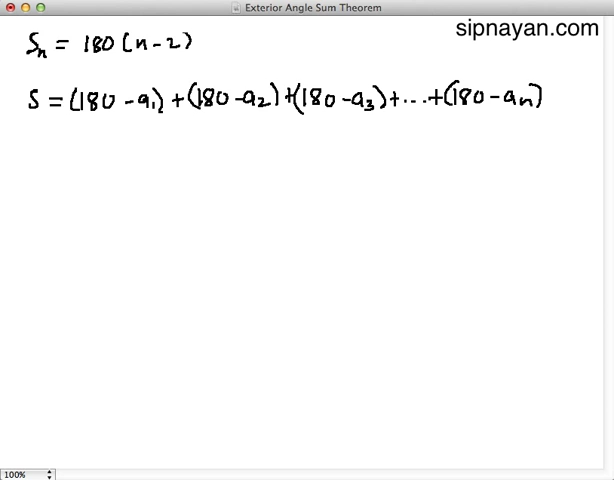 Exterior Angle Sum Theorem
sipnayan.com
Sₙ = 180(n-2)
S = (180-a₁)+(180-a₂)+(180-a₃)+...+(180-aₙ)
100%